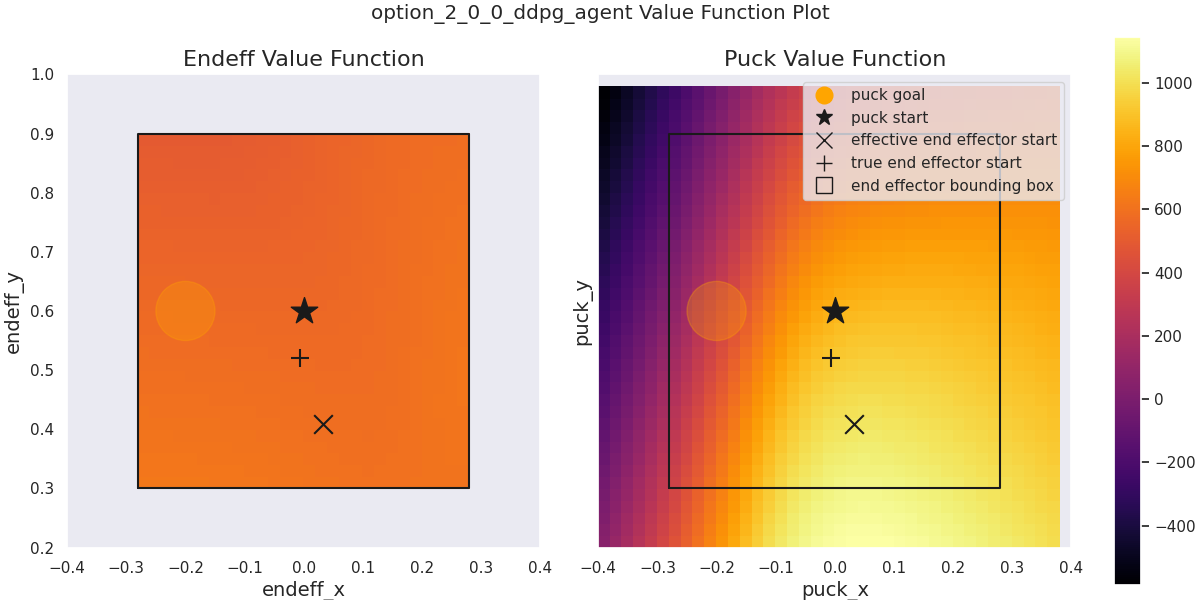 option_2_0_0_ddpg_agent Value Function Plot
Endeff Value Function
endeff_y
1.0
0.9
0.8
0.7
0.6
0.5
0.4
0.3
0.2
−0.4 −0.3 −0.2 −0.1 0.0 0.1 0.2 0.3 0.4
endeff_x
Puck Value Function
puck_y
puck goal
puck start
effective end effector start
true end effector start
end effector bounding box
−0.4 −0.3 −0.2 −0.1 0.0 0.1 0.2 0.3 0.4
puck_x
1000
800
600
400
200
0
−200
−400